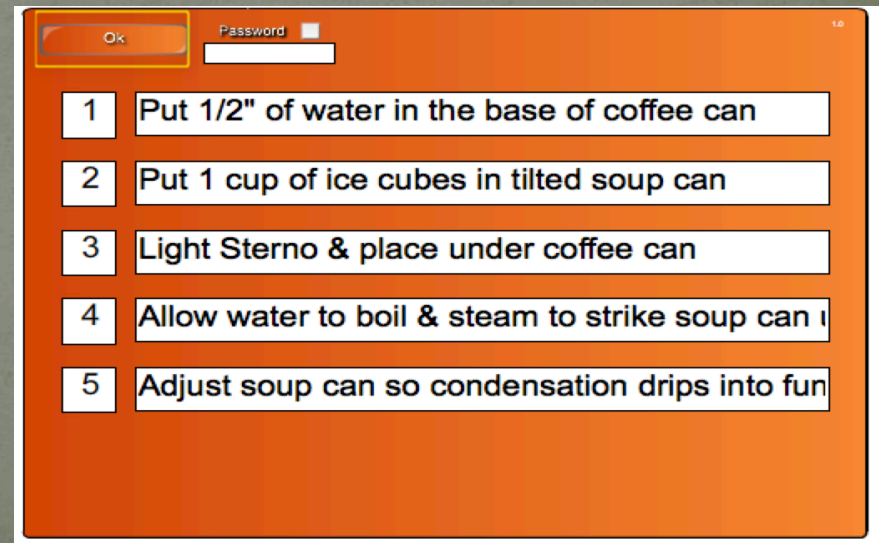 Ok
Password
1.0
1 Put 1/2" of water in the base of coffee can
2 Put 1 cup of ice cubes in tilted soup can
3 Light Sterno & place under coffee can
4 Allow water to boil & steam to strike soup can
5 Adjust soup can so condensation drips into